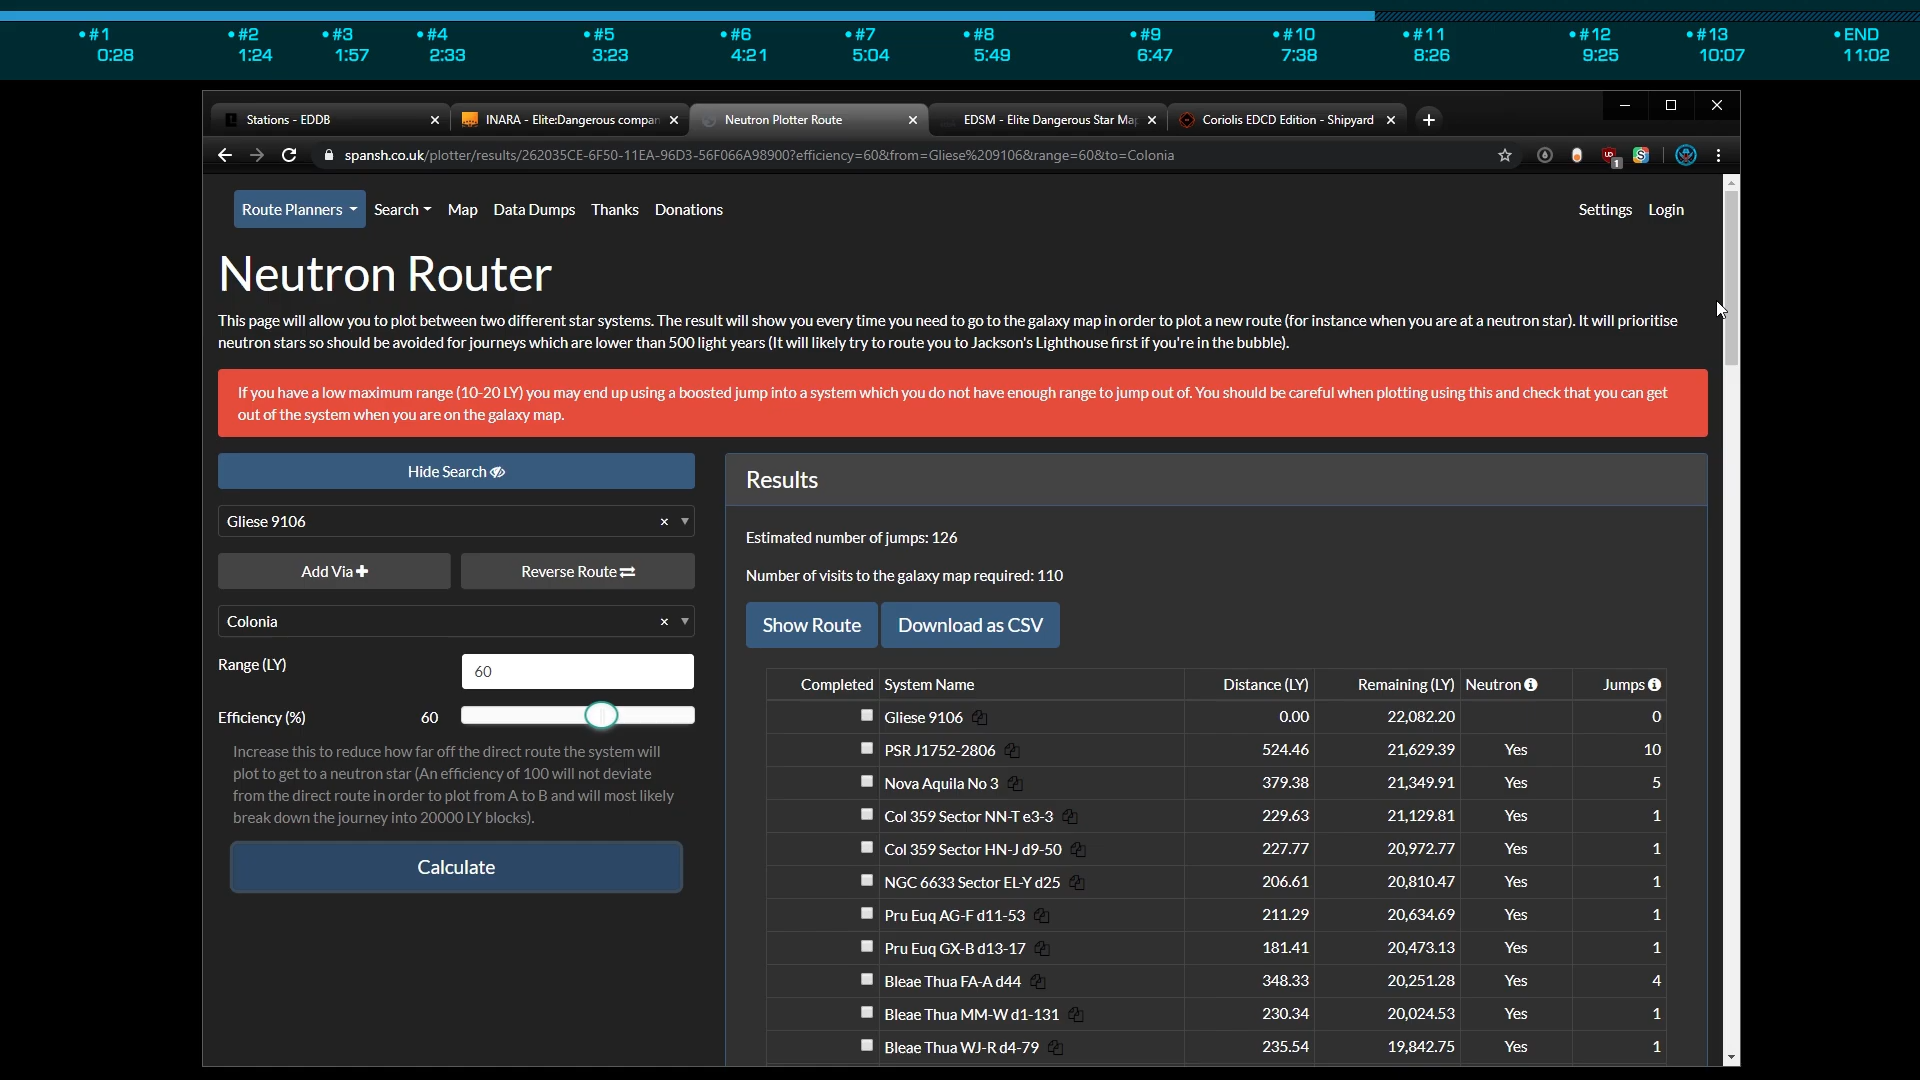 #1 #2 #3 #4 #5 #6 #7 #8 #9 #10 #11 #12 #13 END
0:28 1:24 1:57 2:33 3:23 4:21 5:04 5:49 6:47 7:38 8:26 9:25 10:07 11:02
Stations - EDDB
INARA - Elite:Dangerous compan
Neutron Plotter Route
EDSM - Elite Dangerous Star Ma
Coriolis EDCD Edition - Shipyard
spansh.co.uk/plotter/results/262035CE-6F50-11EA-96D3-56F066A98900?efficiency=60&from=Gliese%209106&range=60&to=Colonia
1
Route Planners Search Map Data Dumps Thanks Donations Settings Login
Neutron Router
This page will allow you to plot between two different star systems. The result will show you every time you need to go to the galaxy map in order to plot a new route (for instance when you are at a neutron star). It will prioritise
neutron stars so should be avoided for journeys which are lower than 500 light years (It will likely try to route you to Jackson's Lighthouse first if you're in the bubble).
If you have a low maximum range (10-20 LY) you may end up using a boosted jump into a system which you do not have enough range to jump out of. You should be careful when plotting using this and check that you can get
out of the system when you are on the galaxy map.
Hide Search
Gliese 9106
Add Via
Reverse Route
Colonia
Range (LY) 60
Efficiency (%) 60
Increase this to reduce how far off the direct route the system will
plot to get to a neutron star (An efficiency of 100 will not deviate
from the direct route in order to plot from A to B and will most likely
break down the journey into 20000 LY blocks).
Calculate
Results
Estimated number of jumps: 126
Number of visits to the galaxy map required: 110
Show Route
Download as CSV
Completed System Name Distance (LY) Remaining (LY) Neutron Jumps
Gliese 9106 0.00 22,082.20 0
PSR J1752-2806 524.46 21,629.39 Yes 10
Nova Aquila No 3 379.38 21,349.91 Yes 5
Col 359 Sector NN-T e3-3 229.63 21,129.81 Yes 1
Col 359 Sector HN-J d9-50 227.77 20,972.77 Yes 1
NGC 6633 Sector EL-Y d25 206.61 20,810.47 Yes 1
Pru Euq AG-F d11-53 211.29 20,634.69 Yes 1
Pru Euq GX-B d13-17 181.41 20,473.13 Yes 1
Bleae Thua FA-A d44 348.33 20,251.28 Yes 4
Bleae Thua MM-W d1-131 230.34 20,024.53 Yes 1
Bleae Thua WJ-R d4-79 235.54 19,842.75 Yes 1